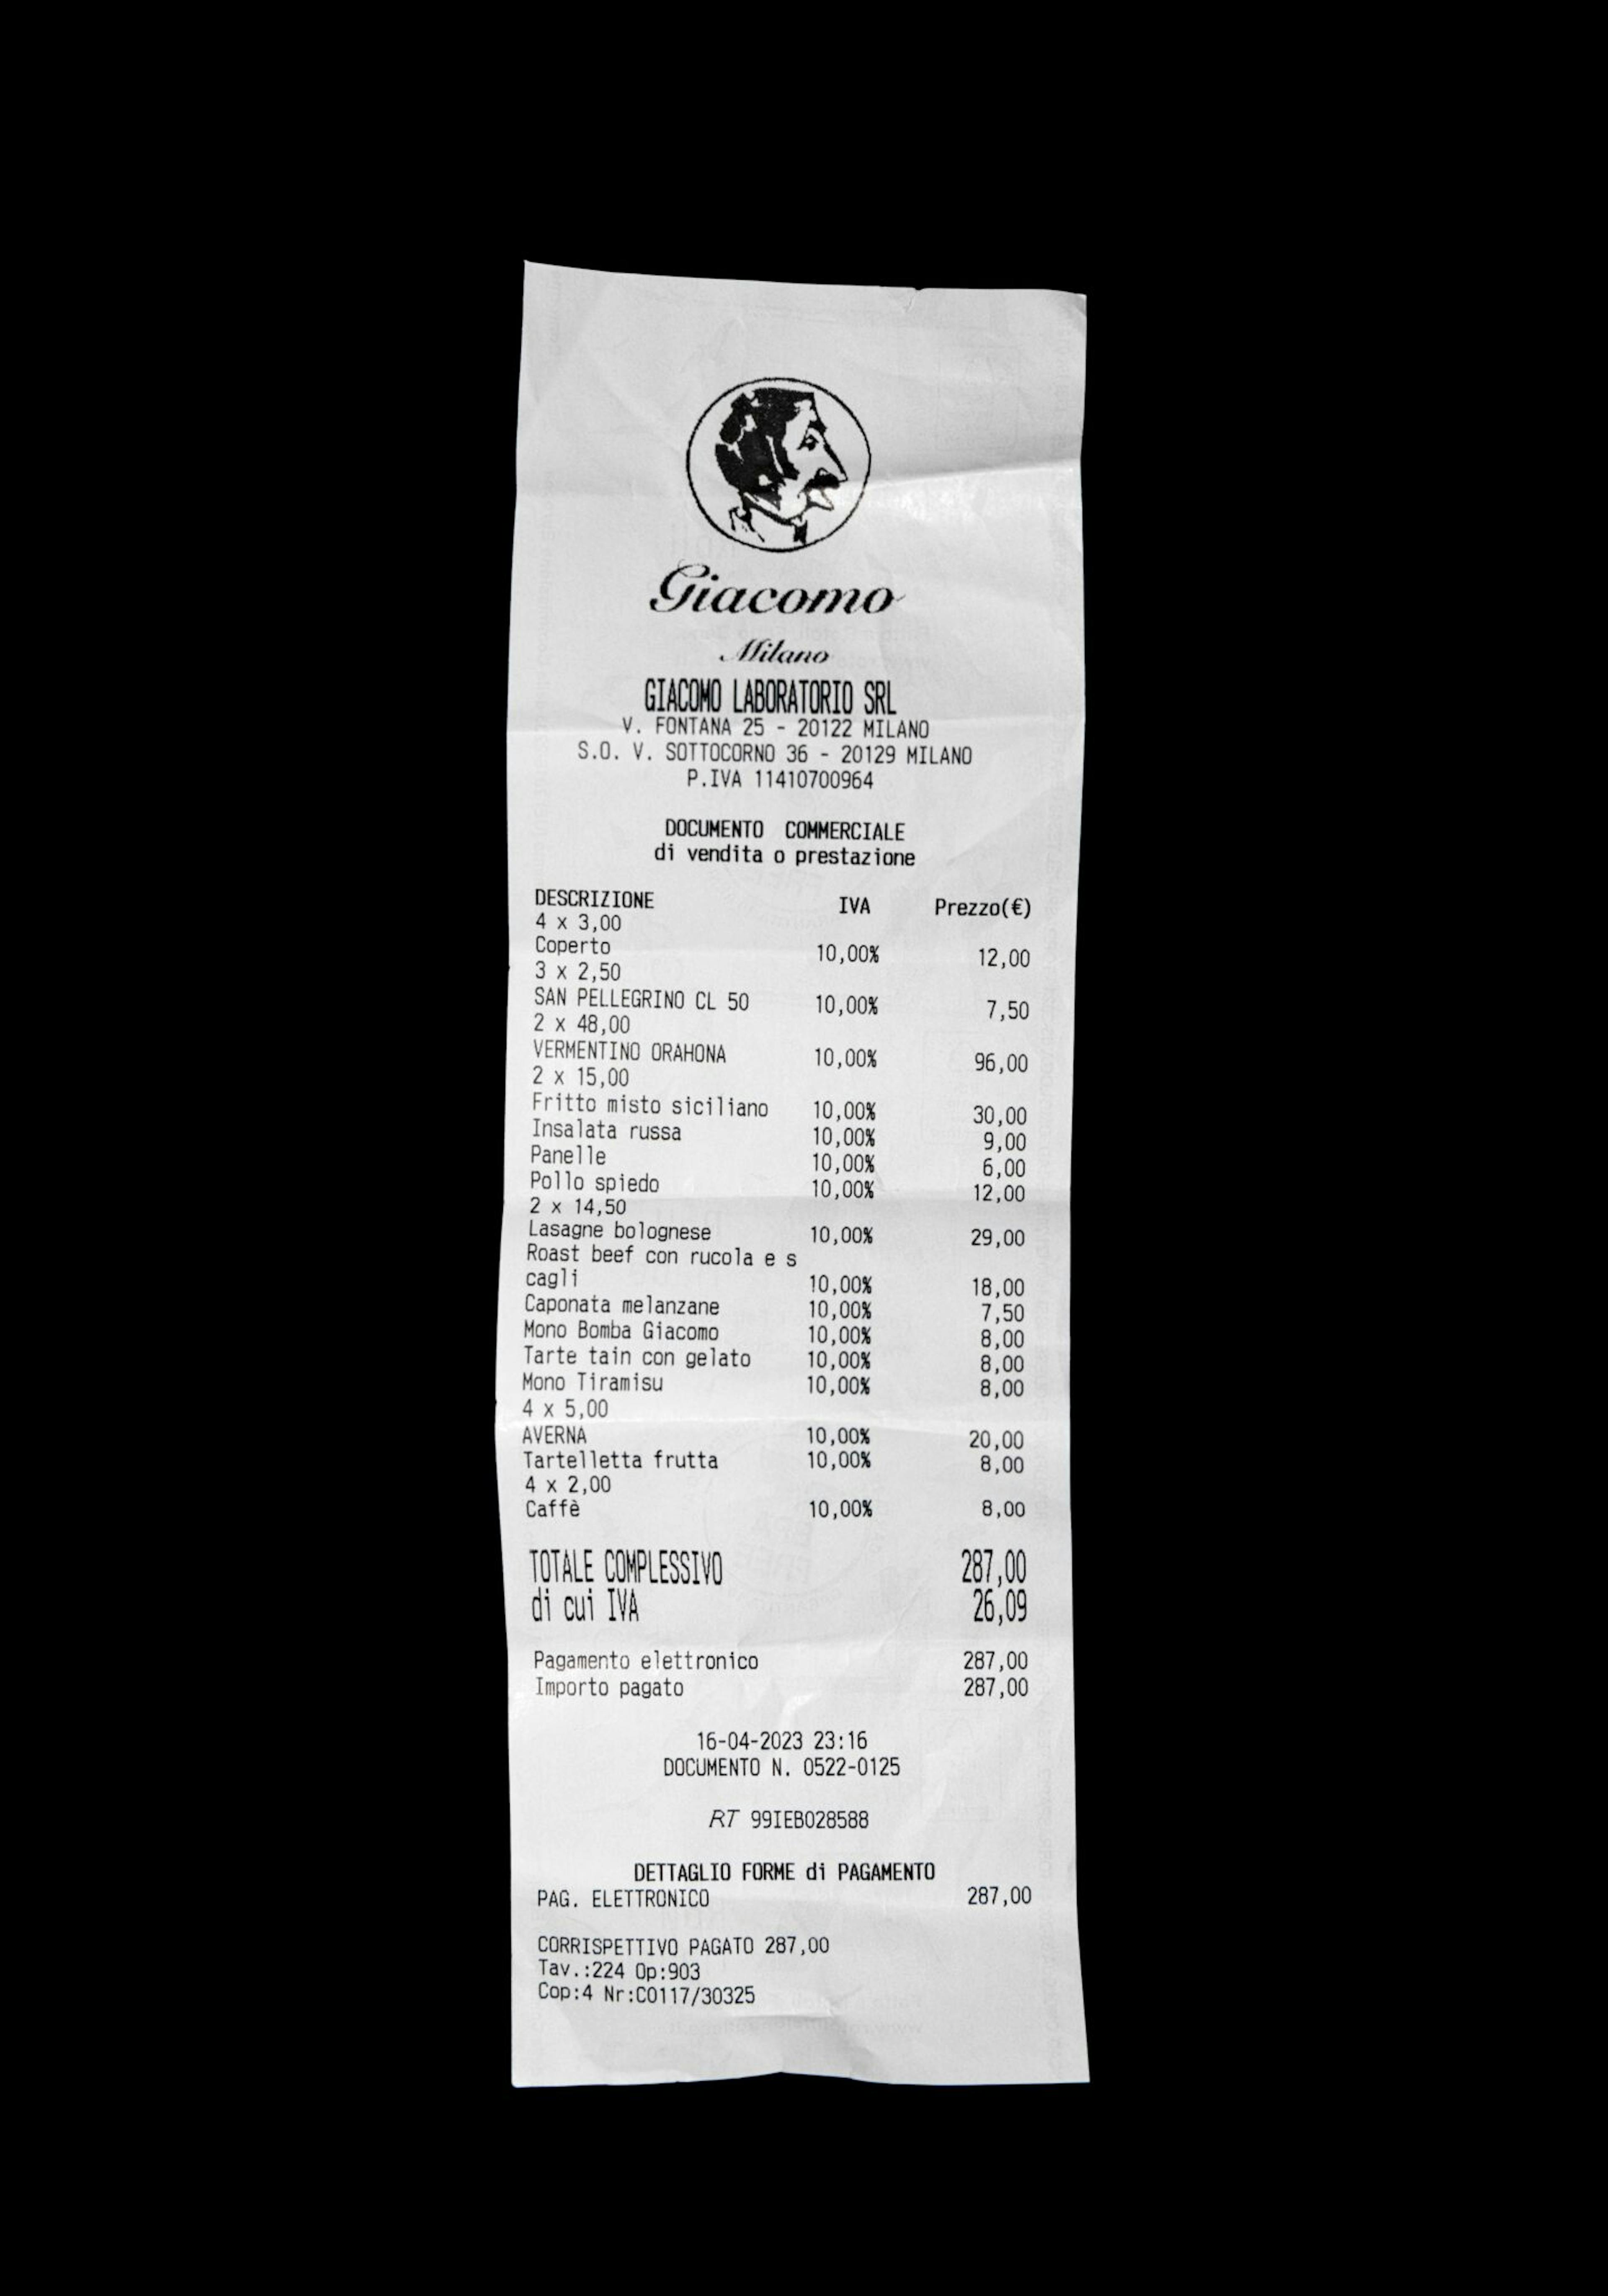 Giacomo
Milano
GIACOMO LABORATORIO SRL
V. FONTANA 25 - 20122 MILANO
S.O. V. SOTTOCORNO 36 - 20129 MILANO
P.IVA 11410700964
DOCUMENTO COMMERCIALE
di vendita o prestazione
DESCRIZIONE IVA Prezzo(€)
4 x 3,00
Coperto 10,00% 12,00
3 x 2,50
SAN PELLEGRINO CL 50 10,00% 7,50
2 x 48,00
VERMENTINO ORAHONA 10,00% 96,00
2 x 15,00
Fritto misto siciliano 10,00% 30,00
Insalata russa 10,00% 9,00
Panelle 10,00% 6,00
Pollo spiedo 10,00% 12,00
2 x 14,50
Lasagne bolognese 10,00% 29,00
Roast beef con rucola e s
cagli 10,00% 18,00
Caponata melanzane 10,00% 7,50
Mono Bomba Giacomo 10,00% 8,00
Tarte tain con gelato 10,00% 8,00
Mono Tiramisu 10,00% 8,00
4 x 5,00
AVERNA 10,00% 20,00
Tartelletta frutta 10,00% 8,00
4 x 2,00
Caffè 10,00% 8,00
TOTALE COMPLESSIVO 287,00
di cui IVA 26,09
Pagamento elettronico 287,00
Importo pagato 287,00
16-04-2023 23:16
DOCUMENTO N. 0522-0125
RT 99IEB028588
DETTAGLIO FORME di PAGAMENTO
PAG. ELETTRONICO 287,00
CORRISPETTIVO PAGATO 287,00
Tav.:224 Op:903
Cop:4 Nr:C0117/30325